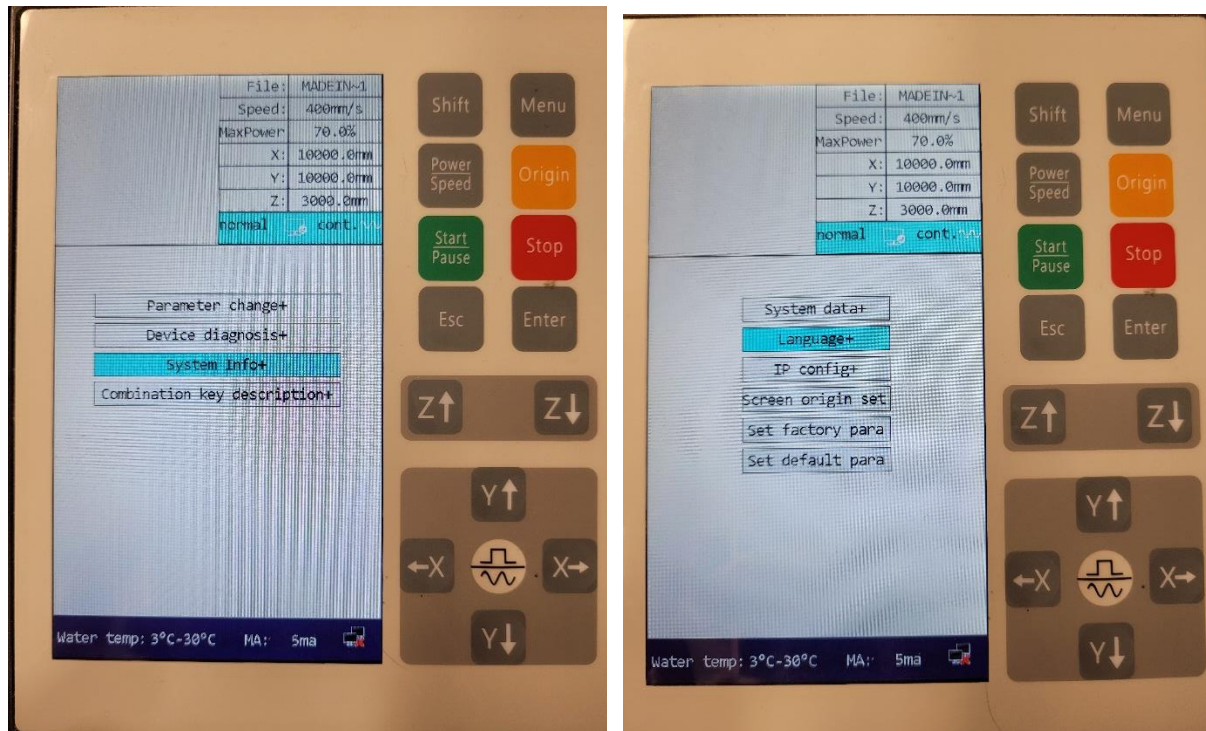 File: MADEIN~1
Speed: 400mm/s
MaxPower 70.0%
X: 10000.0mm
Y: 10000.0mm
Z: 3000.0mm
normal cont.
Parameter change+
Device diagnosis+
System Info+
Combination key description+
Water temp: 3°C-30°C MA: 5ma
Shift Menu
Power Speed Origin
Start Pause Stop
Esc Enter
Z↑ Z↓
Y↑
←X X→
Y↓
File: MADEIN~1
Speed: 400mm/s
MaxPower 70.0%
X: 10000.0mm
Y: 10000.0mm
Z: 3000.0mm
normal cont.
System data+
Language+
IP config+
Screen origin set
Set factory para
Set default para
Water temp: 3°C-30°C MA: 5ma
Shift Menu
Power Speed Origin
Start Pause Stop
Esc Enter
Z↑ Z↓
Y↑
←X X→
Y↓